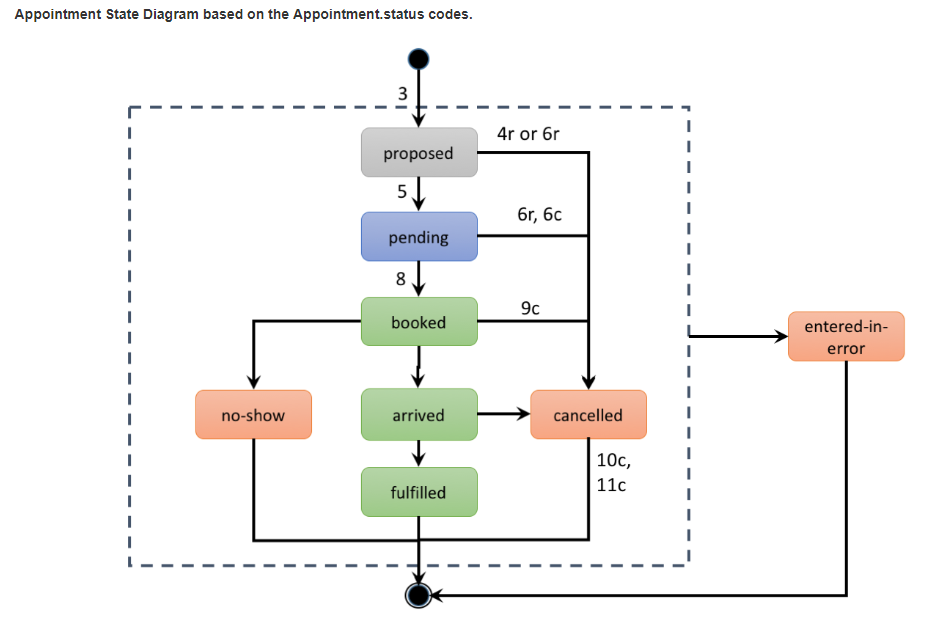 Appointment State Diagram based on the Appointment.status codes.
3
4r or 6r
proposed
5
6r, 6c
pending
8
9c
booked
entered-in-
error
no-show
arrived
cancelled
10c,
11c
fulfilled